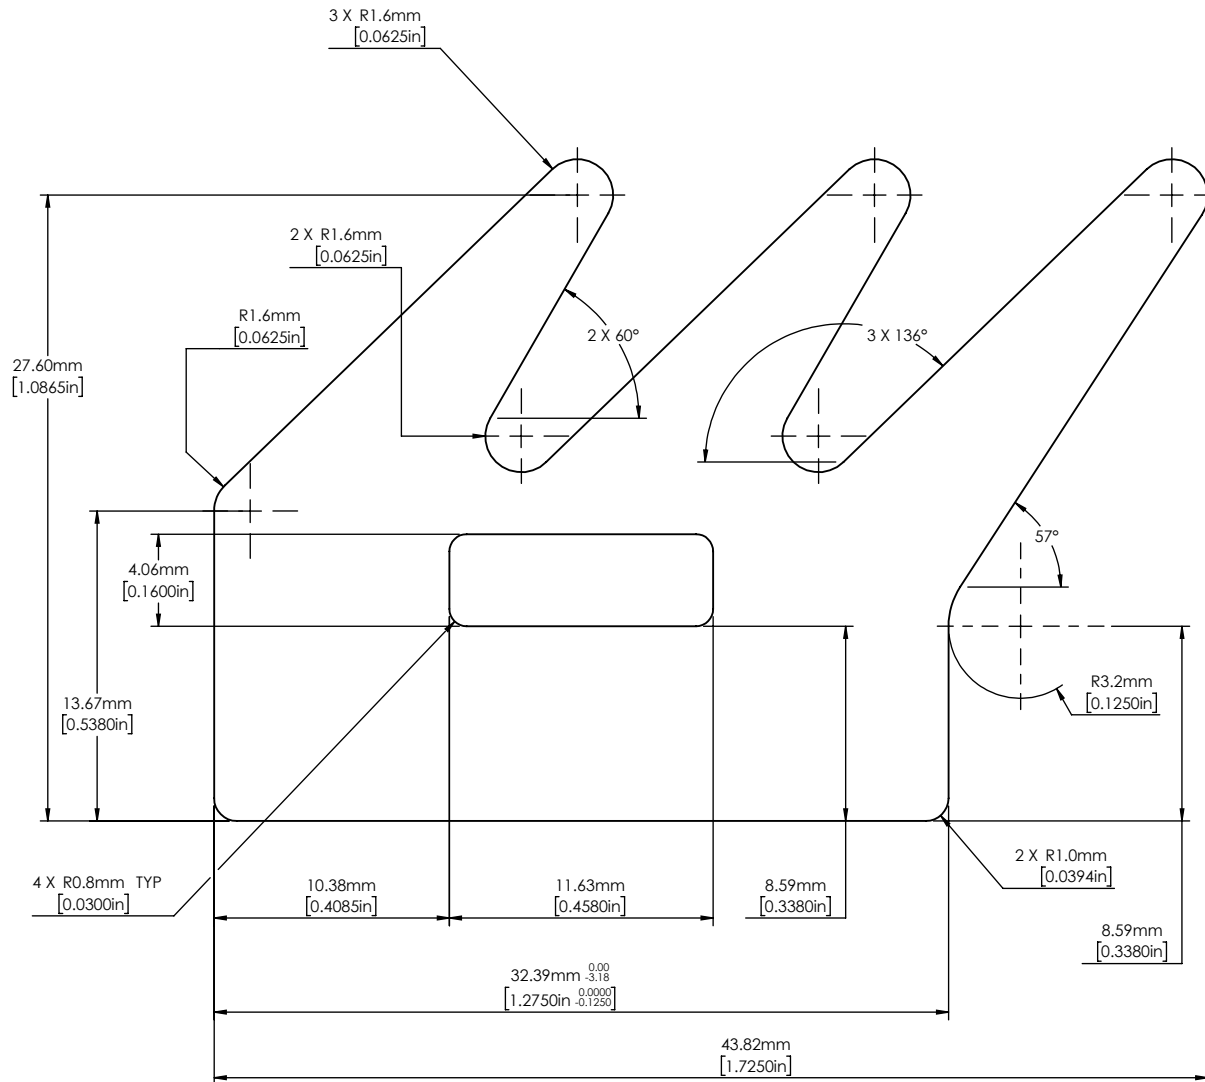 3 X R1.6mm
[0.0625in]
2 X R1.6mm
[0.0625in]
R1.6mm
[0.0625in]
2 X 60°
3 X 136°
27.60mm
[1.0865in]
57°
4.06mm
[0.1600in]
R3.2mm
[0.1250in]
13.67mm
[0.5380in]
2 X R1.0mm
[0.0394in]
4 X R0.8mm TYP
[0.0300in]
10.38mm
[0.4085in]
11.63mm
[0.4580in]
8.59mm
[0.3380in]
8.59mm
[0.3380in]
32.39mm 0.00 -3.18
[1.2750in 0.0000 -0.1250]
43.82mm
[1.7250in]